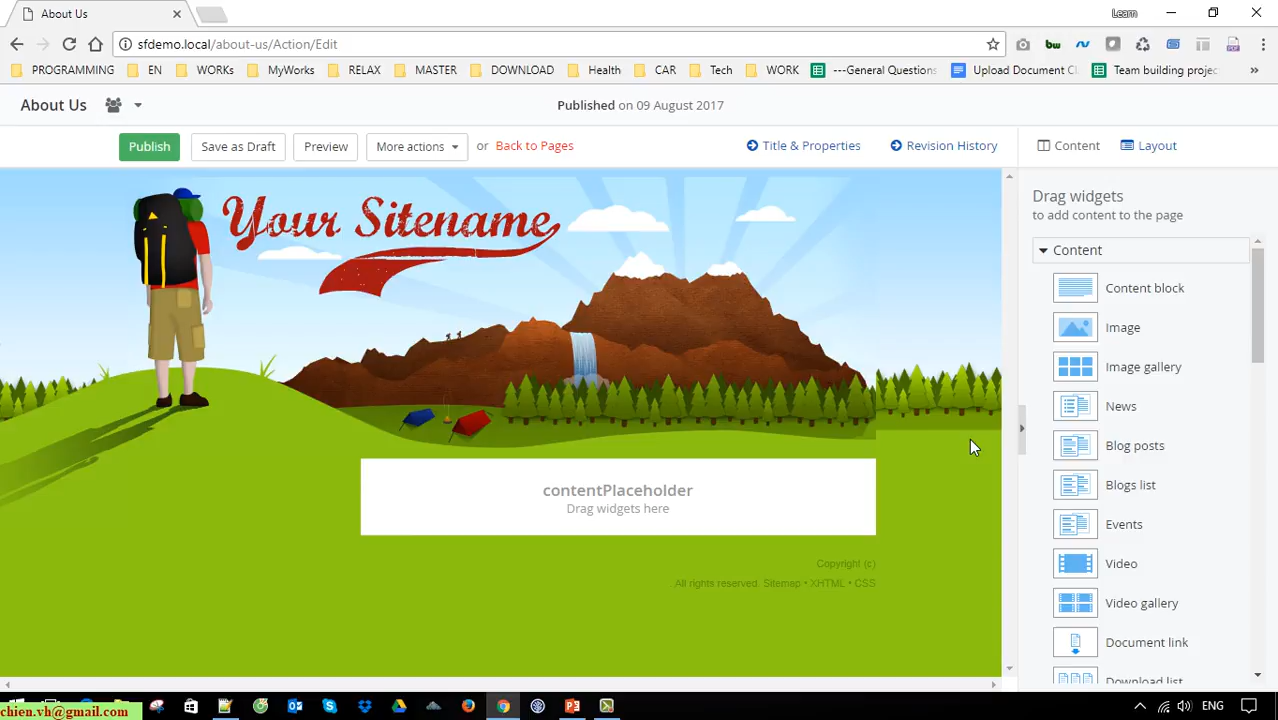 About Us
Learn
sfdemo.local/about-us/Action/Edit
PROGRAMMING EN WORKs MyWorks RELAX MASTER DOWNLOAD Health CAR Tech WORK ---General Questions Upload Document Team building projec
About Us
Published on 09 August 2017
Publish Save as Draft Preview More actions or Back to Pages Title & Properties Revision History Content Layout
Your Sitename
Drag widgets
to add content to the page
Content
Content block
Image
Image gallery
News
Blog posts
Blogs list
Events
Video
Video gallery
Document link
Download list
contentPlaceholder
Drag widgets here
Copyright (c)
All rights reserved. Sitemap • XHTML • CSS
chien.vh@gmail.com
ENG